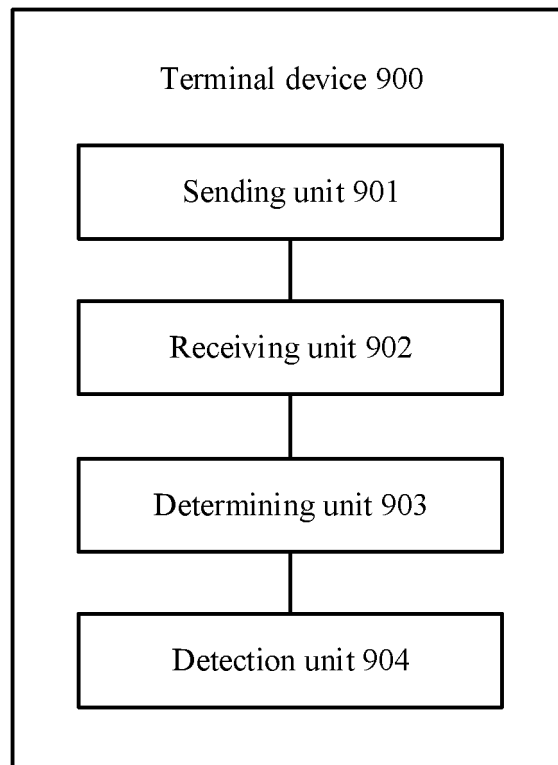 Terminal device 900
Sending unit 901
Receiving unit 902
Determining unit 903
Detection unit 904